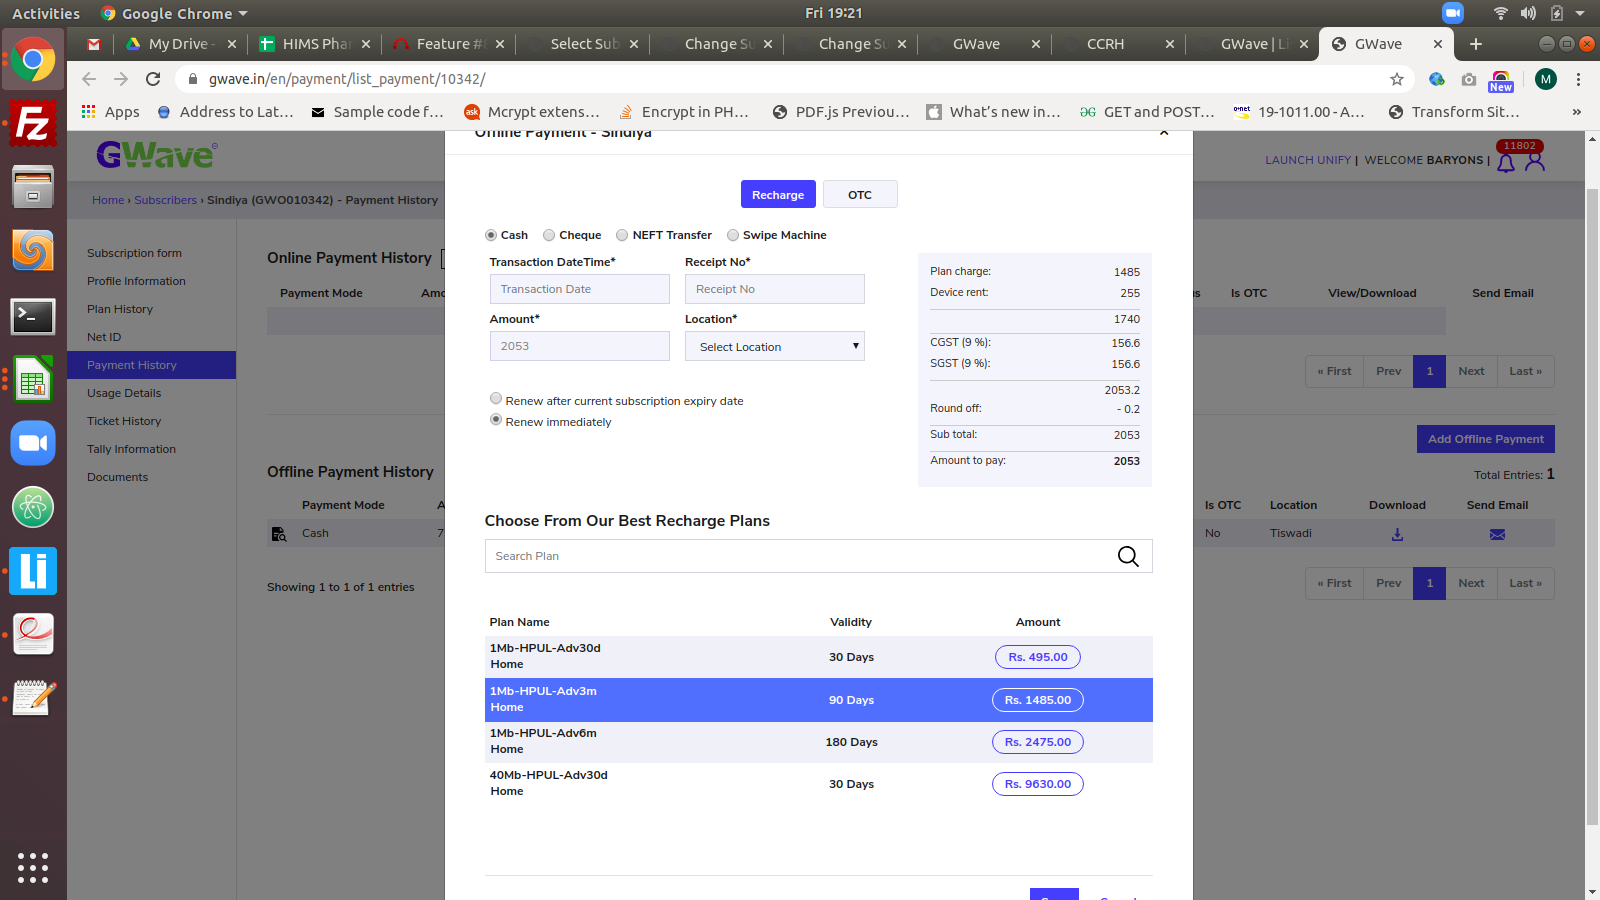 Activities
Google Chrome
Fri 19:21
My Drive -
HIMS Phar
Feature #
Select Sub
Change Su
Change Su
GWave
CCRH
GWave | Li
GWave
gwave.in/en/payment/list_payment/10342/
New
M
Apps
Address to Lat...
Sample code f...
Mcrypt extens...
Encrypt in PH...
PDF.js Previou...
What's new in...
GET and POST...
19-1011.00 - A...
Transform Sit...
»
GWave
LAUNCH UNIFY | WELCOME BARYONS |
11802
Home › Subscribers › Sindiya (GWO010342) - Payment History
Subscription form
Profile Information
Plan History
Net ID
Payment History
Usage Details
Ticket History
Tally Information
Documents
Online Payment History
Payment Mode
Amo
us
Is OTC
View/Download
Send Email
« First
Prev
1
Next
Last »
Add Offline Payment
Total Entries: 1
Offline Payment History
Payment Mode
A
Is OTC
Location
Download
Send Email
Cash
7
No
Tiswadi
Showing 1 to 1 of 1 entries
« First
Prev
1
Next
Last »
Online Payment - Sindiya
×
Recharge
OTC
Cash
Cheque
NEFT Transfer
Swipe Machine
Transaction DateTime*
Receipt No*
Transaction Date
Receipt No
Amount*
Location*
2053
Select Location
Renew after current subscription expiry date
Renew immediately
Plan charge: 1485
Device rent: 255
1740
CGST (9 %): 156.6
SGST (9 %): 156.6
2053.2
Round off: - 0.2
Sub total: 2053
Amount to pay: 2053
Choose From Our Best Recharge Plans
Search Plan
Plan Name
Validity
Amount
1Mb-HPUL-Adv30d
Home
30 Days
Rs. 495.00
1Mb-HPUL-Adv3m
Home
90 Days
Rs. 1485.00
1Mb-HPUL-Adv6m
Home
180 Days
Rs. 2475.00
40Mb-HPUL-Adv30d
Home
30 Days
Rs. 9630.00